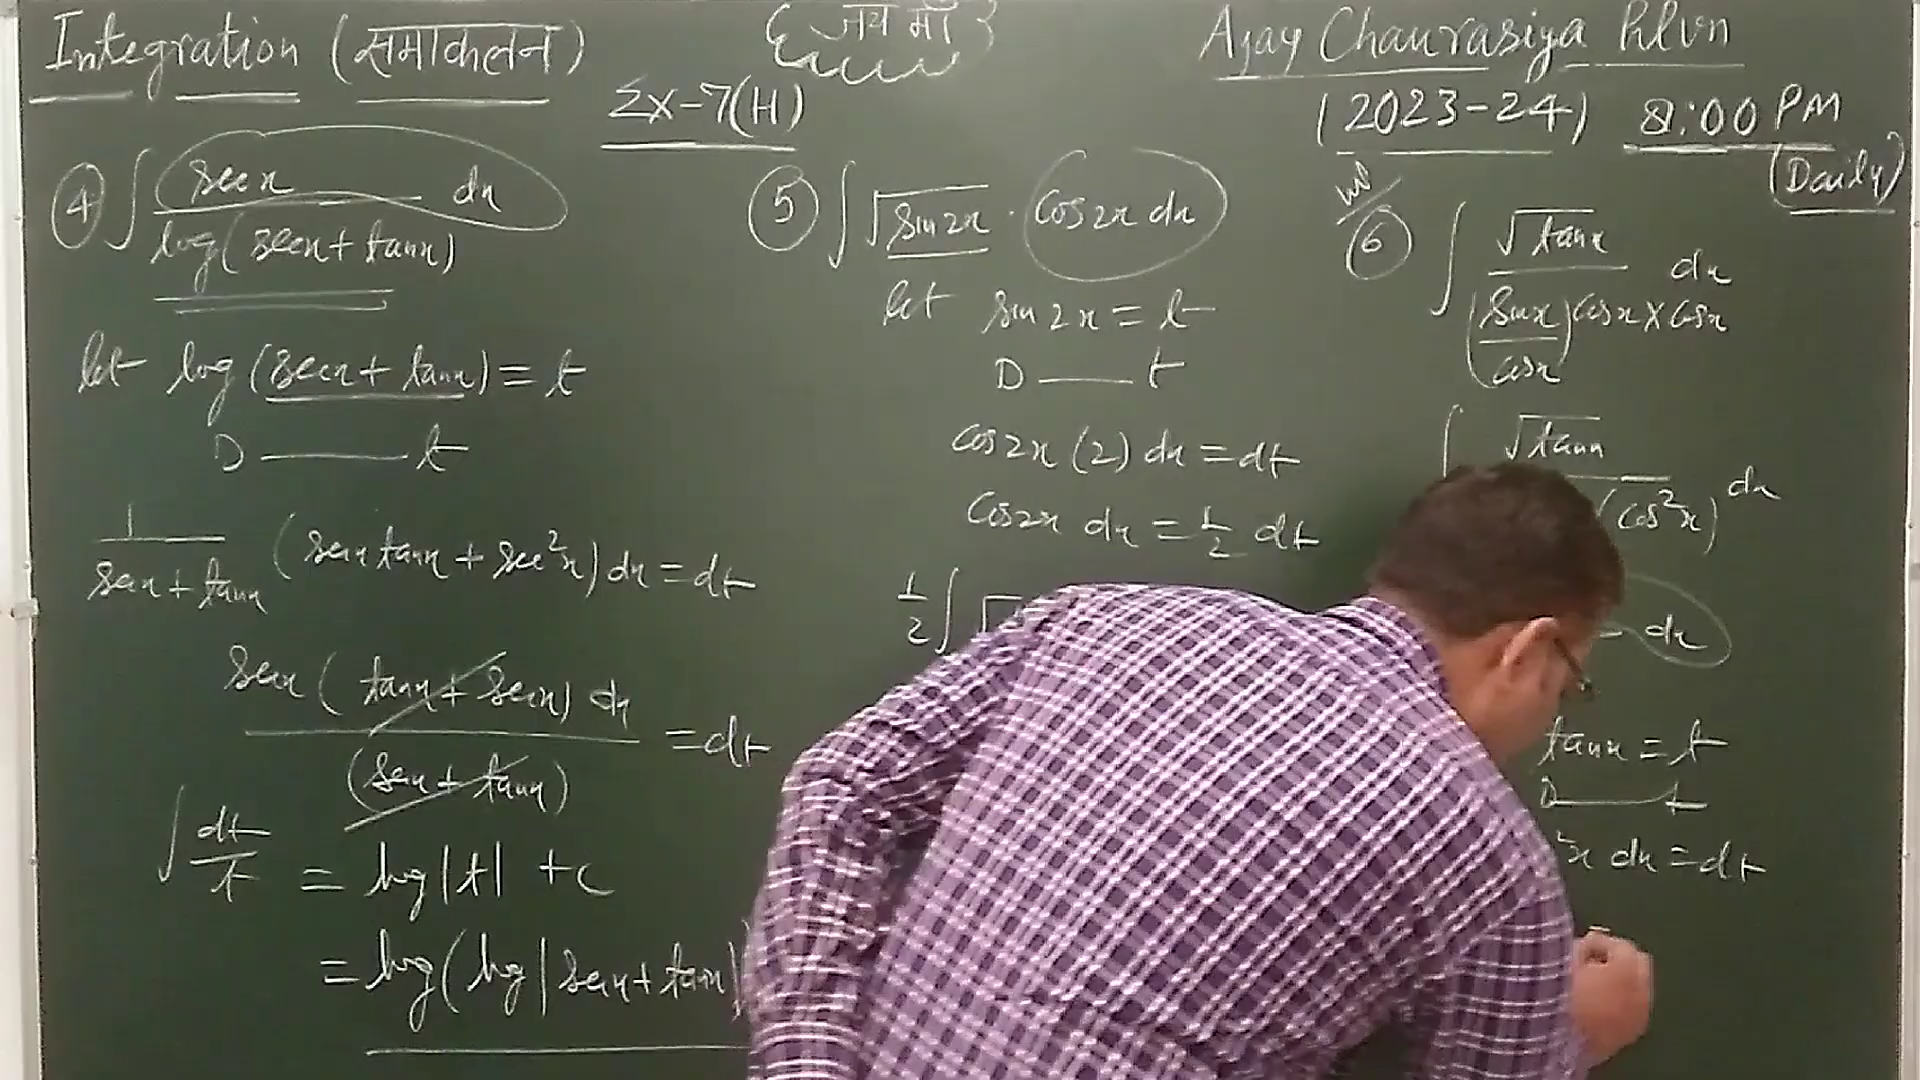 Integration (समाकलन)
{ जय माँ }
Ajay Chaurasiya
Σx-7(H)
(2023-24) 8:00 PM
(Daily)
④ ∫ secx / log(secx+tanx) dx
let log(secx+tanx) = t
D —— t
1/(secx+tanx) (secx tanx + sec²x) dx = dt
secx (tanx + secx) dx / (secx + tanx) = dt
∫ dt/t = log|t| + c
= log(log|secx+tanx|)
⑤ ∫ √sin2x · cos2x dx
let sin2x = t
D —— t
cos2x (2) dx = dt
cos2x dx = 1/2 dt
1/2 ∫ √
⑥ ∫ √tanx / (sinx/cosx) cosx × cosx dx
∫ √tanx / (cos²x) dx
dx
tanx = t
D —— t
²x dx = dt